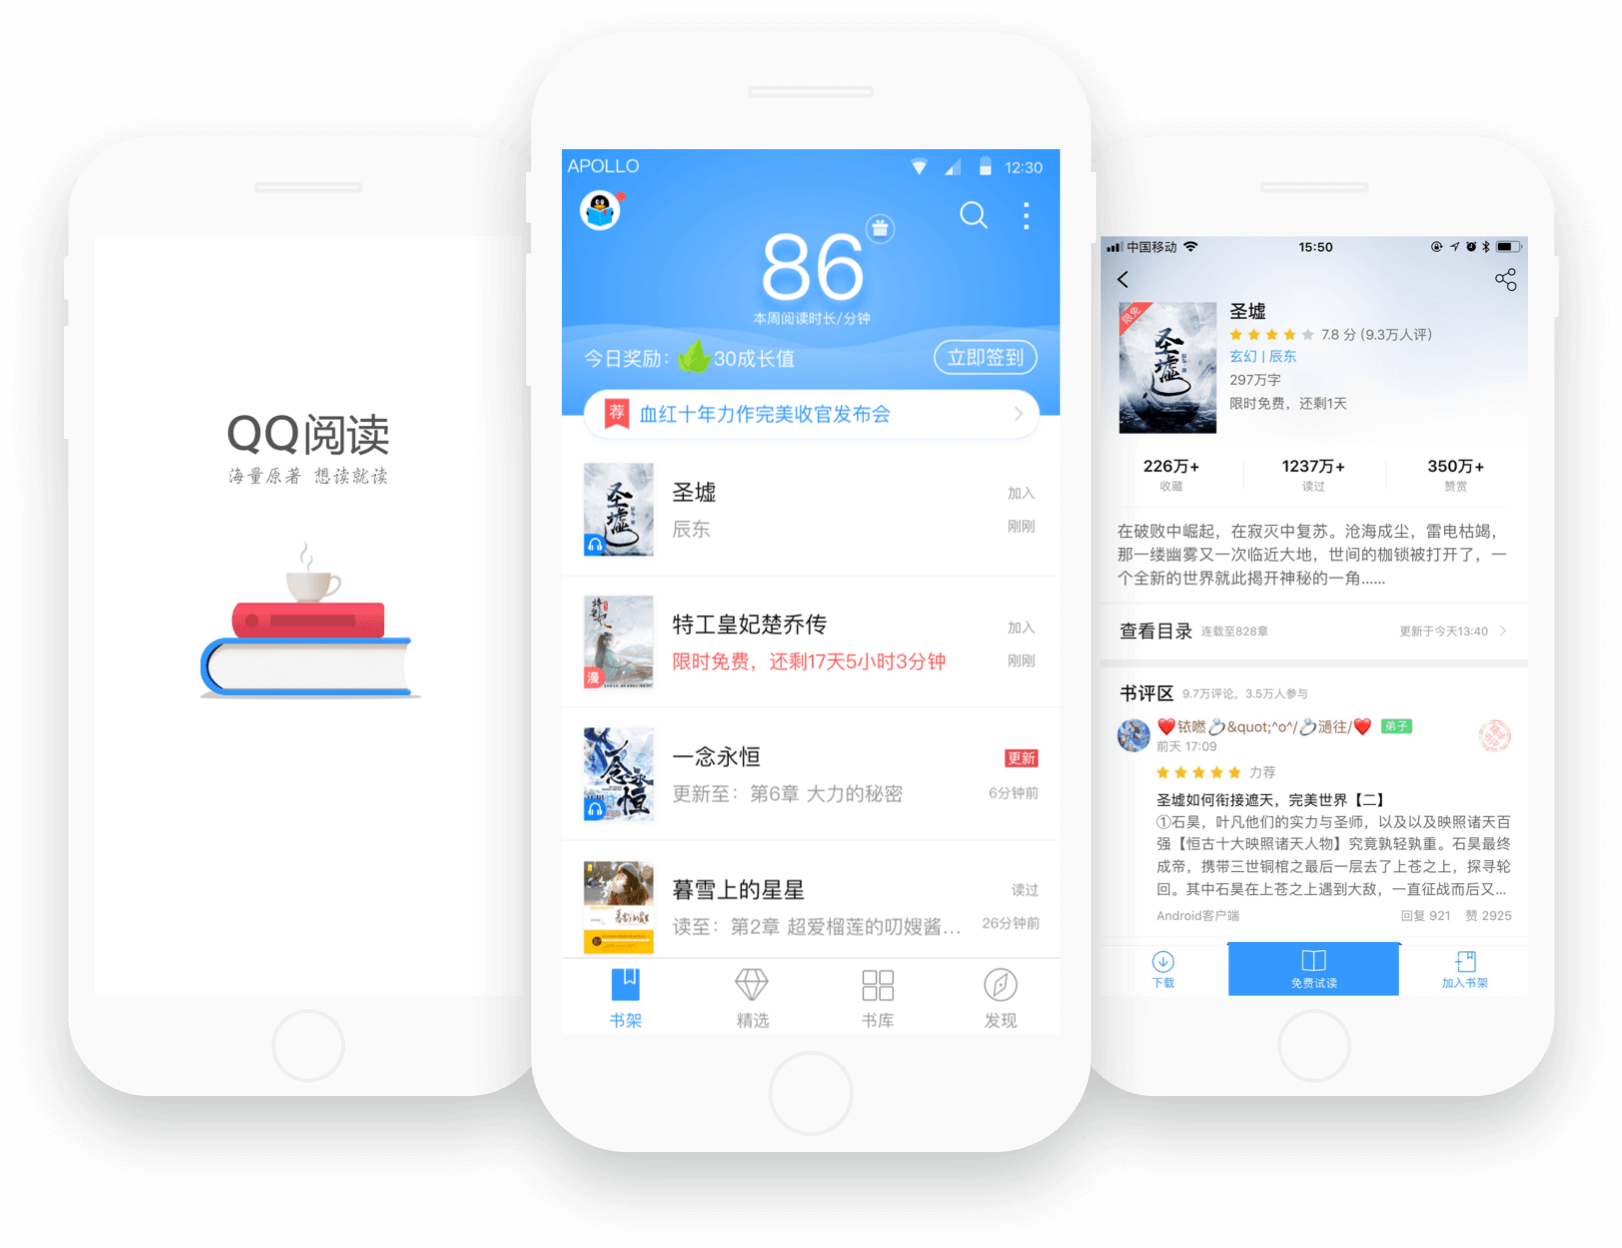 QQ阅读
海量原著 想读就读
APOLLO
12:30
86
本周阅读时长/分钟
今日奖励：
30成长值
立即签到
荐
血红十年力作完美收官发布会
圣墟
圣墟
加入
辰东
刚刚
特工皇妃楚乔传
加入
限时免费，还剩17天5小时3分钟
刚刚
漫
一念永恒
一念永恒
更新
更新至：第6章 大力的秘密
6分钟前
暮雪上的星星
读过
读至：第2章 超爱榴莲的叨嫂酱...
26分钟前
书架
精选
书库
发现
中国移动
15:50
限免
圣墟
圣墟
7.8 分 (9.3万人评)
玄幻 | 辰东
297万字
限时免费，还剩1天
226万+
1237万+
350万+
收藏
读过
赞赏
在破败中崛起，在寂灭中复苏。沧海成尘，雷电枯竭，
那一缕幽雾又一次临近大地，世间的枷锁被打开了，一
个全新的世界就此揭开神秘的一角......
查看目录 连载至828章
更新于今天13:40
书评区 9.7万评论，3.5万人参与
❤️铱嘫💍&quot;^o^/💍濄往/❤️
弟子
前天 17:09
力荐
圣墟如何衔接遮天，完美世界【二】
①石昊，叶凡他们的实力与圣师，以及以及映照诸天百
强【恒古十大映照诸天人物】究竟孰轻孰重。石昊最终
成帝，携带三世铜棺之最后一层去了上苍之上，探寻轮
回。其中石昊在上苍之上遇到大敌，一直征战而后又...
Android客户端
回复 921
赞 2925
下载
免费试读
加入书架